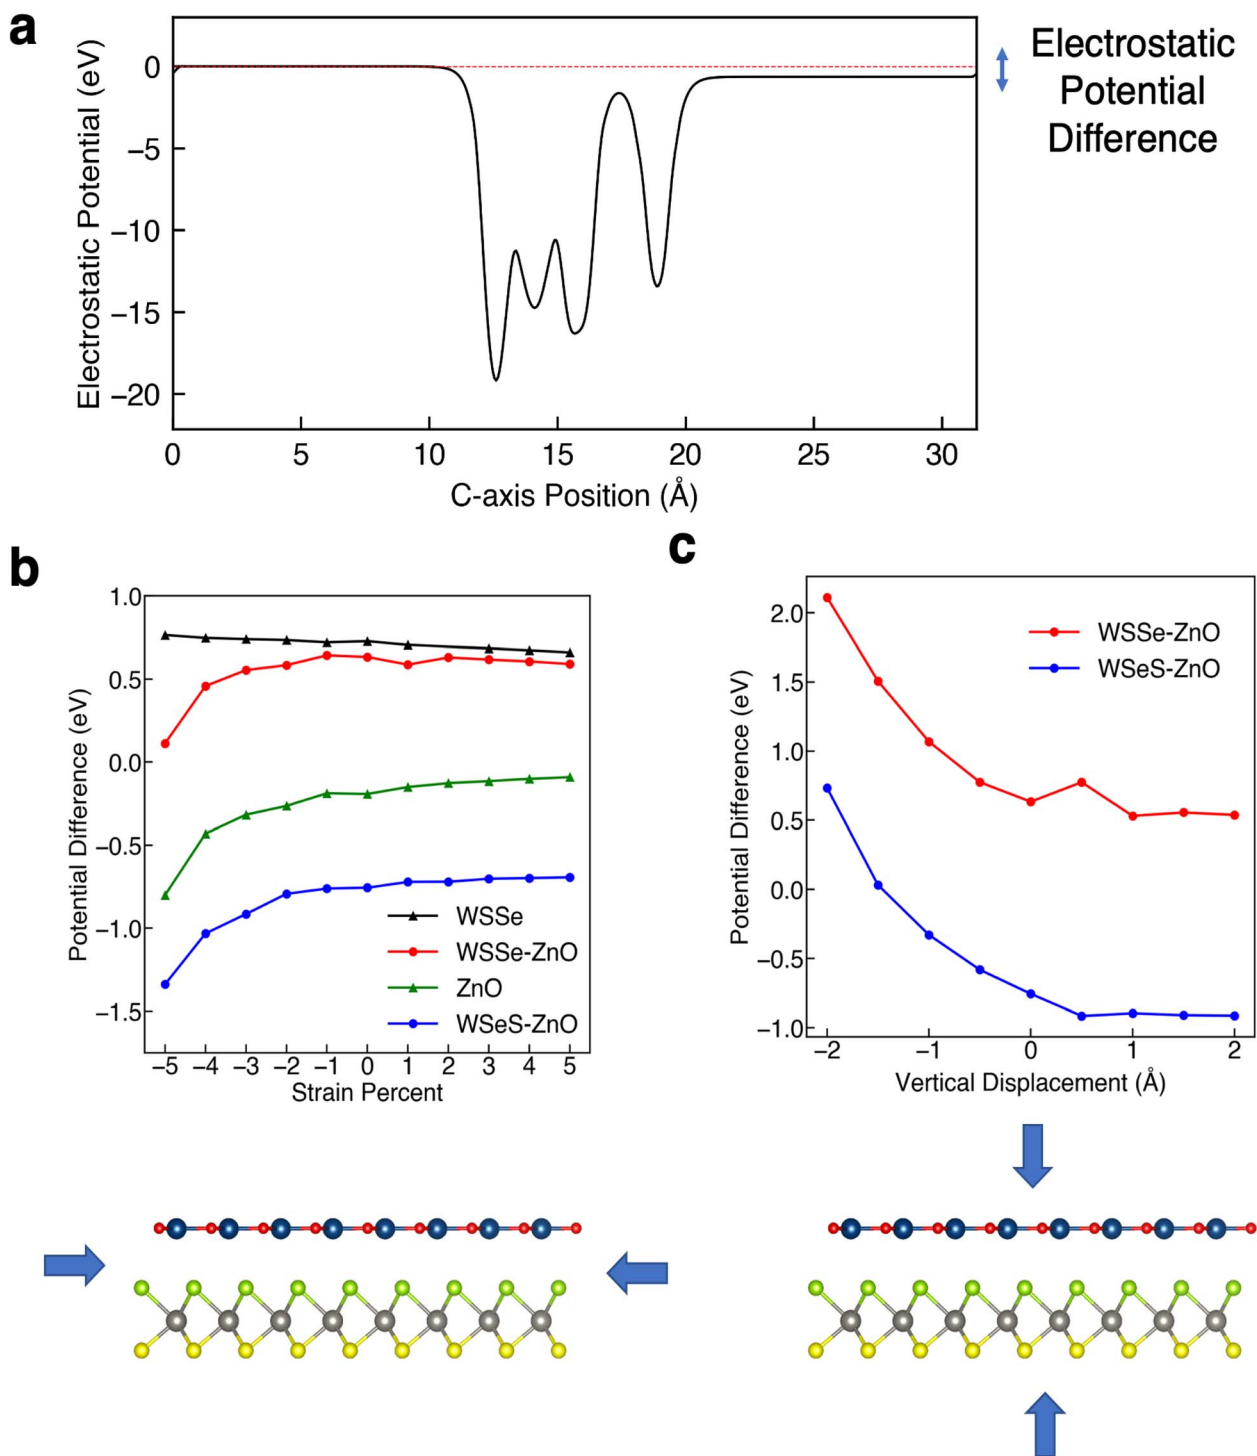 a
Electrostatic Potential (eV)
0
−5
−10
−15
−20
0 5 10 15 20 25 30
C-axis Position (Å)
Electrostatic
Potential
Difference
b
Potential Difference (eV)
1.0
0.5
0.0
−0.5
−1.0
−1.5
WSSe
WSSe-ZnO
ZnO
WSeS-ZnO
−5 −4 −3 −2 −1 0 1 2 3 4 5
Strain Percent
c
Potential Difference (eV)
2.0
1.5
1.0
0.5
0.0
−0.5
−1.0
WSSe-ZnO
WSeS-ZnO
−2 −1 0 1 2
Vertical Displacement (Å)